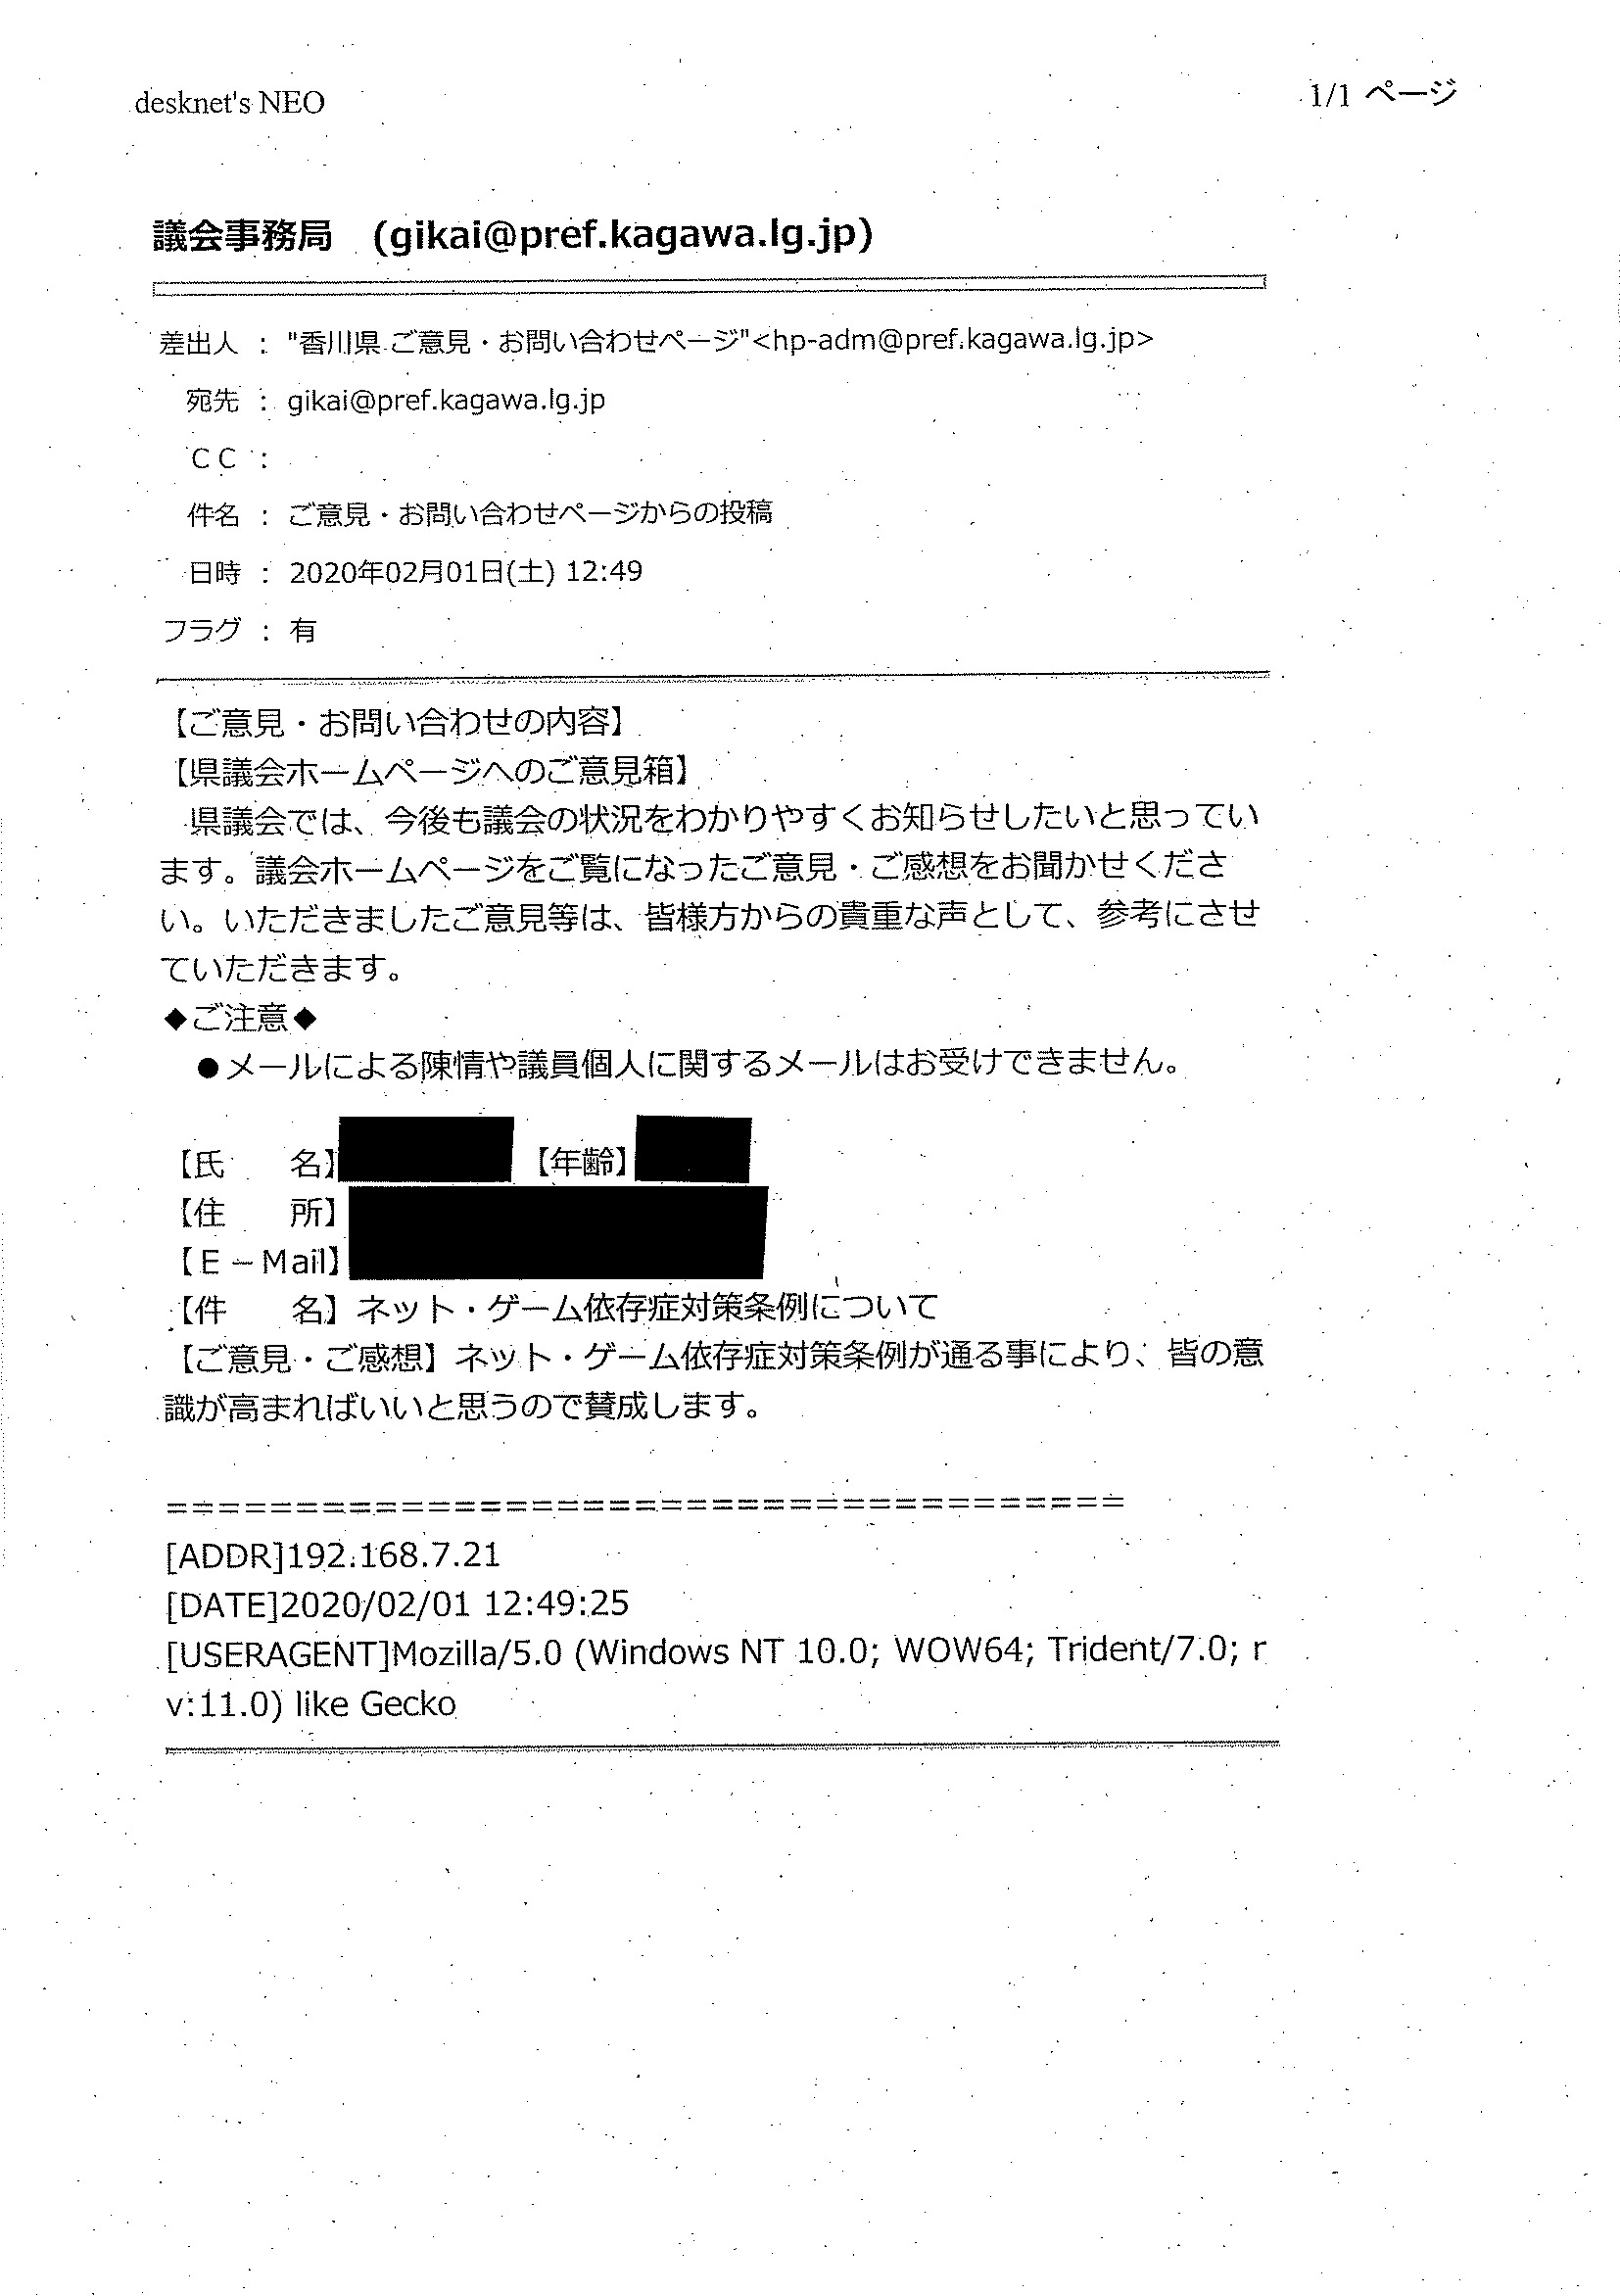 desknet's NEO
1/1 ページ
議会事務局　(gikai@pref.kagawa.lg.jp)
差出人 : "香川県 ご意見・お問い合わせページ"<hp-adm@pref.kagawa.lg.jp>
宛先 : gikai@pref.kagawa.lg.jp
ＣＣ :
件名 : ご意見・お問い合わせページからの投稿
日時 : 2020年02月01日(土) 12:49
フラグ : 有
【ご意見・お問い合わせの内容】
【県議会ホームページへのご意見箱】
　県議会では、今後も議会の状況をわかりやすくお知らせしたいと思ってい
ます。議会ホームページをご覧になったご意見・ご感想をお聞かせくださ
い。いただきましたご意見等は、皆様方からの貴重な声として、参考にさせ
ていただきます。
◆ご注意◆
　●メールによる陳情や議員個人に関するメールはお受けできません。
【氏　　名】　【年齢】
【住　　所】
【Ｅ－Mail】
【件　　名】ネット・ゲーム依存症対策条例について
【ご意見・ご感想】ネット・ゲーム依存症対策条例が通る事により、皆の意
識が高まればいいと思うので賛成します。
=====================================
[ADDR]192.168.7.21
[DATE]2020/02/01 12:49:25
[USERAGENT]Mozilla/5.0 (Windows NT 10.0; WOW64; Trident/7.0; r
v:11.0) like Gecko